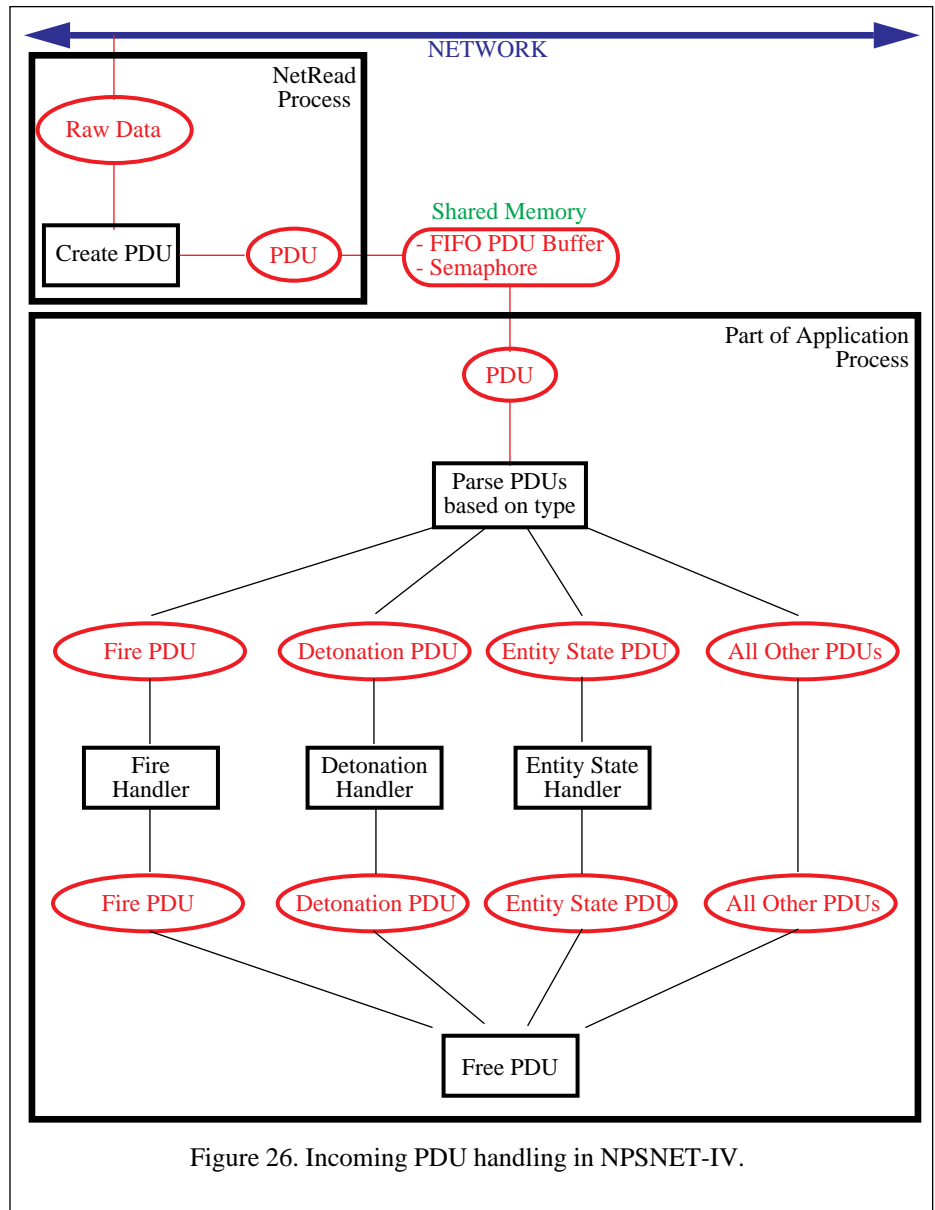 NETWORK
NetRead
Process
Raw Data
Shared Memory
Create PDU
PDU
- FIFO PDU Buffer
- Semaphore
Part of Application
Process
PDU
Parse PDUs
based on type
Fire PDU
Detonation PDU
Entity State PDU
All Other PDUs
Fire
Handler
Detonation
Handler
Entity State
Handler
Fire PDU
Detonation PDU
Entity State PDU
All Other PDUs
Free PDU
Figure 26. Incoming PDU handling in NPSNET-IV.